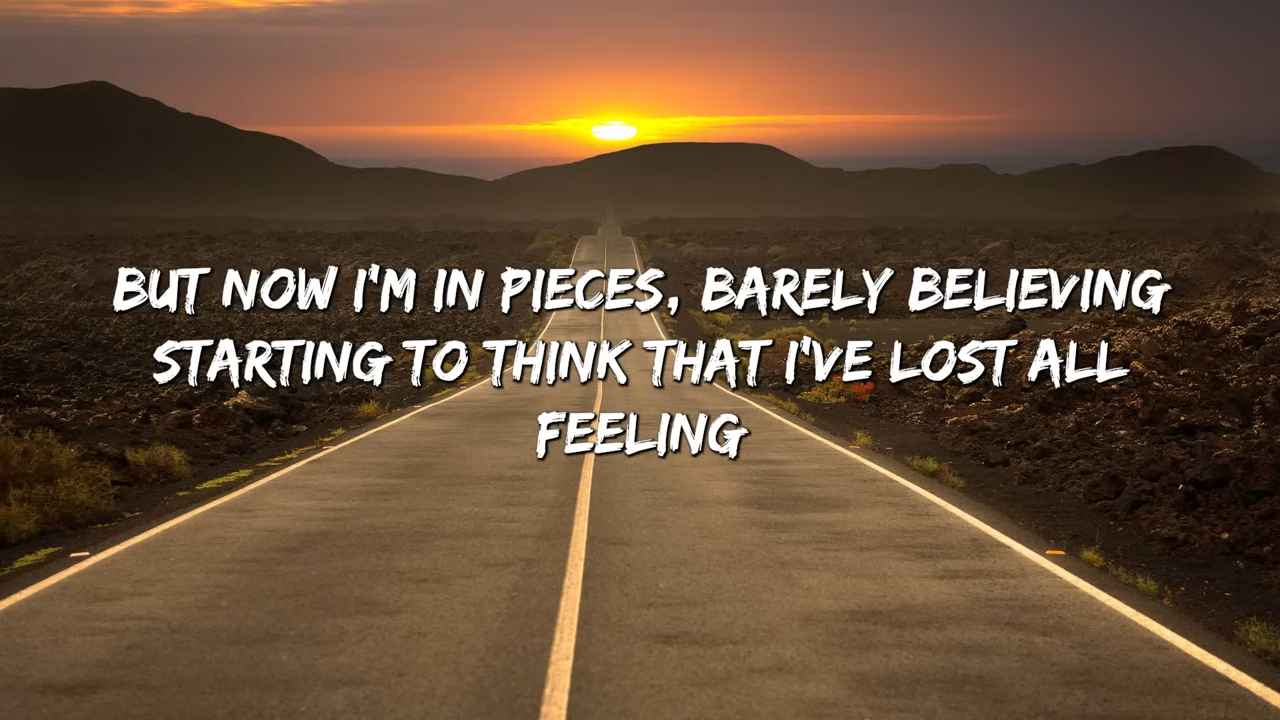 BUT NOW I'M IN PIECES, BARELY BELIEVING
STARTING TO THINK THAT I'VE LOST ALL
FEELING